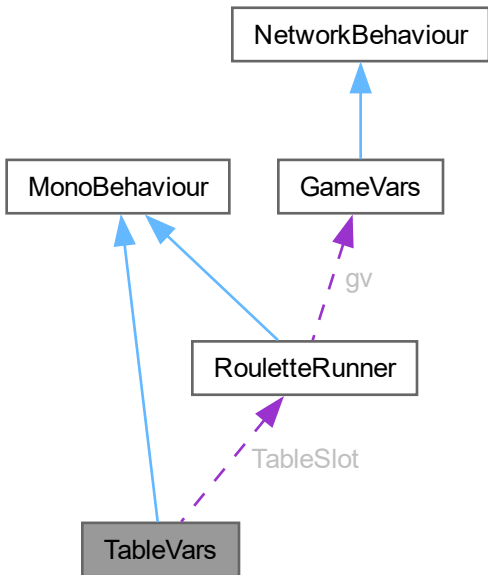 NetworkBehaviour
MonoBehaviour
GameVars
gv
RouletteRunner
TableSlot
TableVars